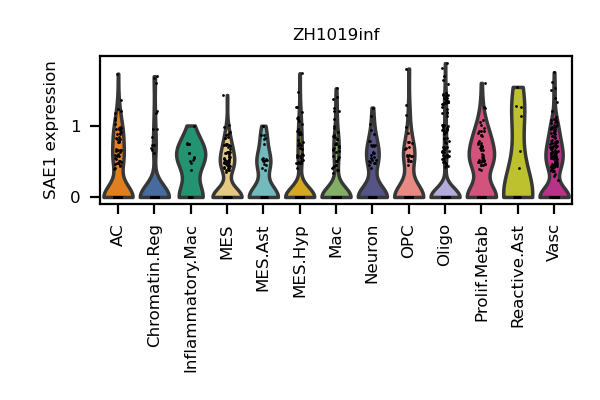 ZH1019inf
SAE1 expression
1
0
AC
Chromatin.Reg
Inflammatory.Mac
MES
MES.Ast
MES.Hyp
Mac
Neuron
OPC
Oligo
Prolif.Metab
Reactive.Ast
Vasc